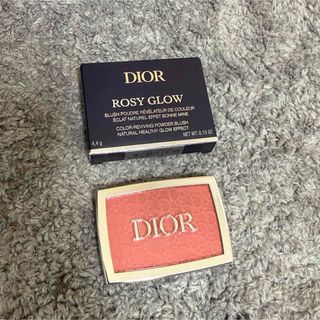 DIOR
ROSY GLOW
BLUSH POUDRE RÉVÉLATEUR DE COULEUR
ÉCLAT NATUREL EFFET BONNE MINE
COLOR-REVIVING POWDER BLUSH
NATURAL HEALTHY GLOW EFFECT
4,4 g NET WT. 0.15 OZ.
DIOR